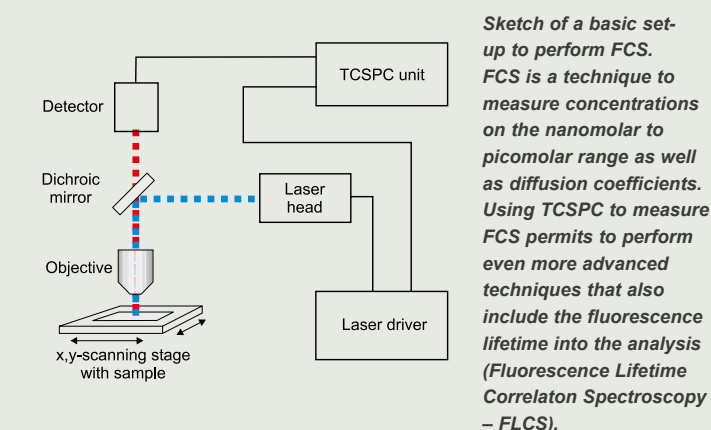 TCSPC unit
Detector
Dichroic
mirror
Laser
head
Objective
Laser driver
x,y-scanning stage
with sample
Sketch of a basic set-
up to perform FCS.
FCS is a technique to
measure concentrations
on the nanomolar to
picomolar range as well
as diffusion coefficients.
Using TCSPC to measure
FCS permits to perform
even more advanced
techniques that also
include the fluorescence
lifetime into the analysis
(Fluorescence Lifetime
Correlaton Spectroscopy
– FLCS).